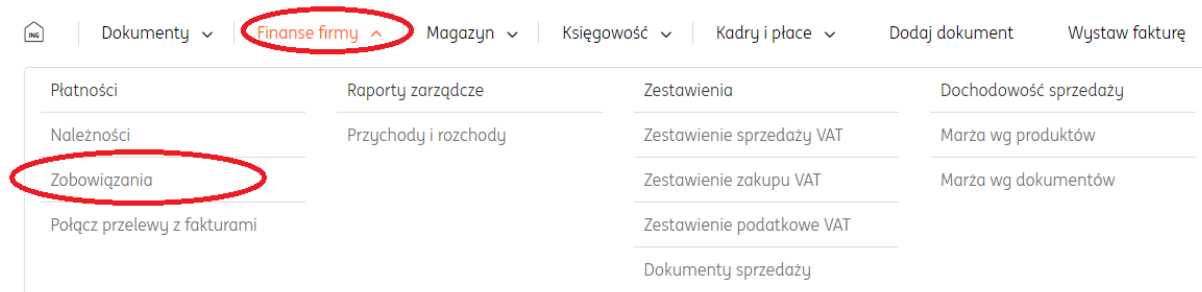 ING Dokumenty Finanse firmy Magazyn Księgowość Kadry i płace Dodaj dokument Wystaw fakturę
Płatności Raporty zarządcze Zestawienia Dochodowość sprzedaży
Należności Przychody i rozchody Zestawienie sprzedaży VAT Marża wg produktów
Zobowiązania Zestawienie zakupu VAT Marża wg dokumentów
Połącz przelewy z fakturami Zestawienie podatkowe VAT
Dokumenty sprzedaży